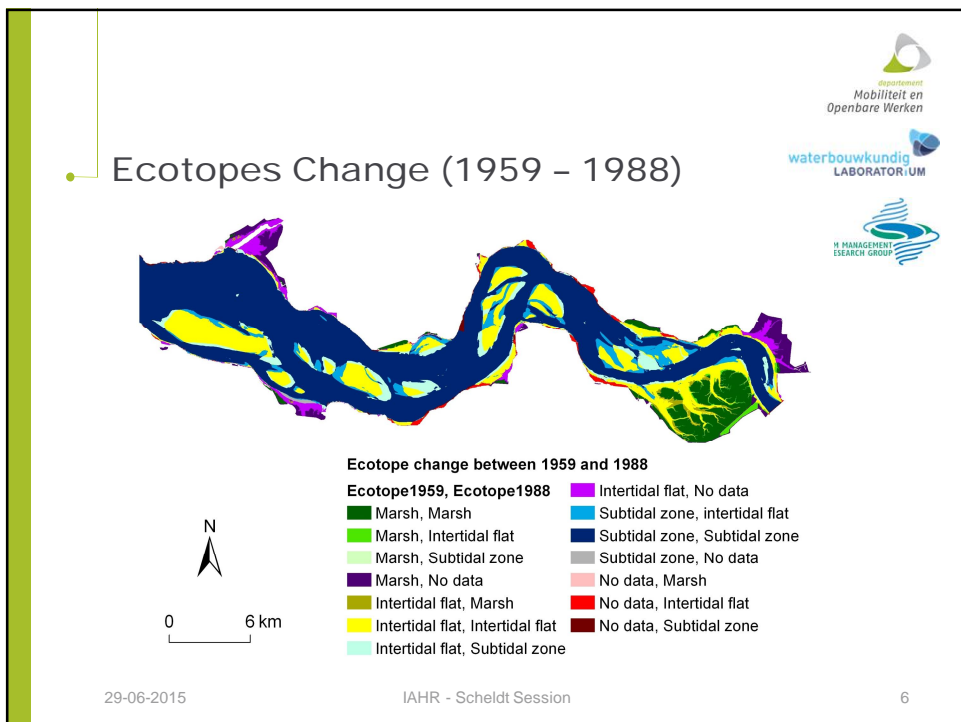 departement
Mobiliteit en
Openbare Werken
waterbouwkundig
LABORATORIUM
M MANAGEMENT
ESEARCH GROUP
Ecotopes Change (1959 – 1988)
Ecotope change between 1959 and 1988
Ecotope1959, Ecotope1988
Marsh, Marsh
Marsh, Intertidal flat
Marsh, Subtidal zone
Marsh, No data
Intertidal flat, Marsh
Intertidal flat, Intertidal flat
Intertidal flat, Subtidal zone
Intertidal flat, No data
Subtidal zone, intertidal flat
Subtidal zone, Subtidal zone
Subtidal zone, No data
No data, Marsh
No data, Intertidal flat
No data, Subtidal zone
N
0 6 km
29-06-2015
IAHR - Scheldt Session
6